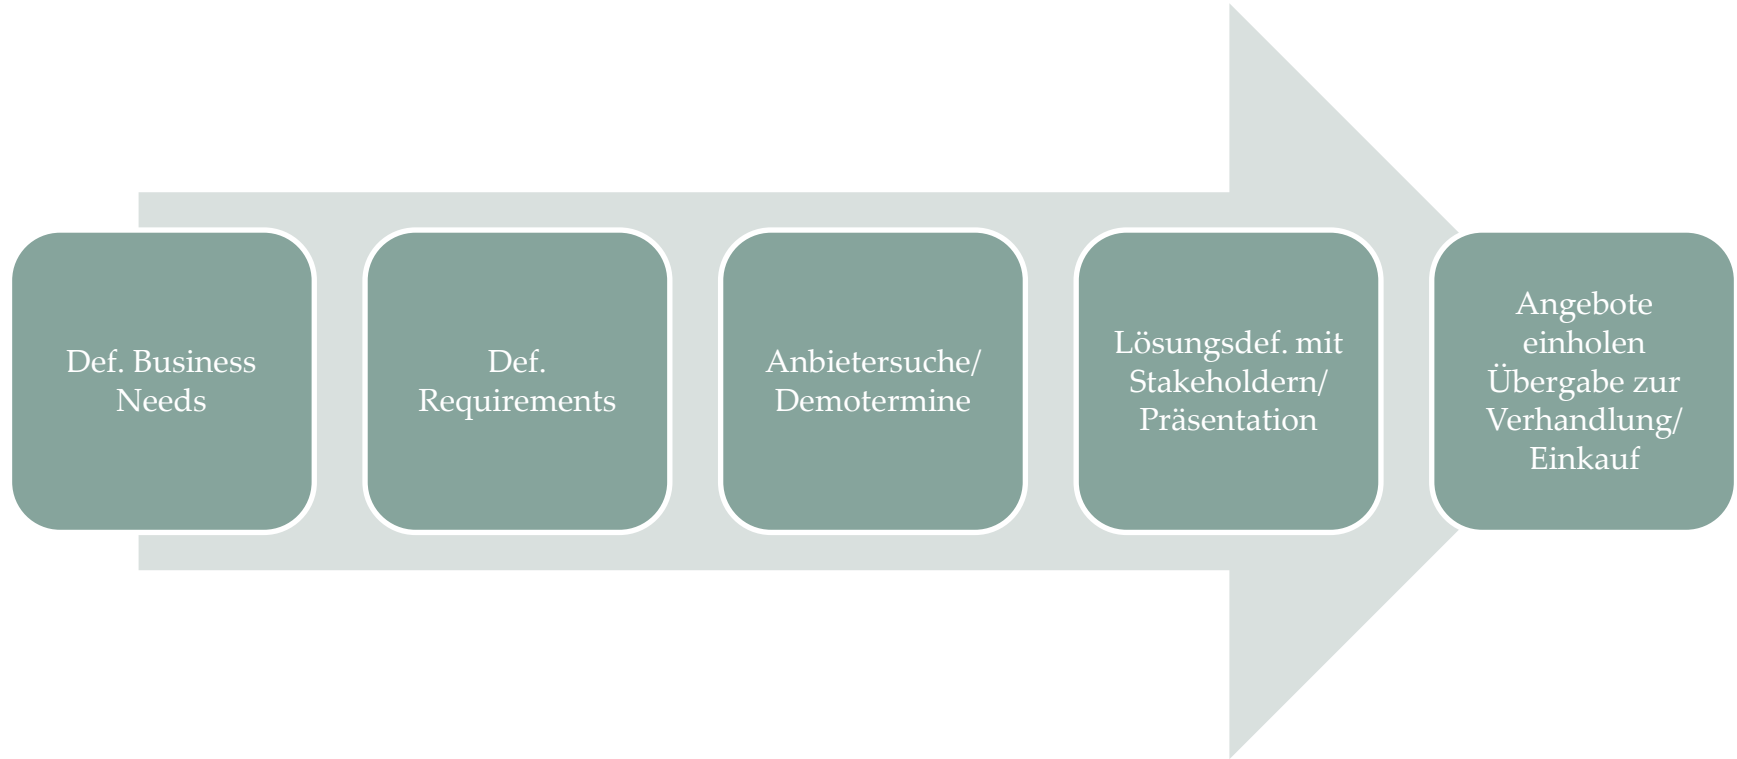 Def. Business
Needs
Def.
Requirements
Anbietersuche/
Demotermine
Lösungsdef. mit
Stakeholdern/
Präsentation
Angebote
einholen
Übergabe zur
Verhandlung/
Einkauf